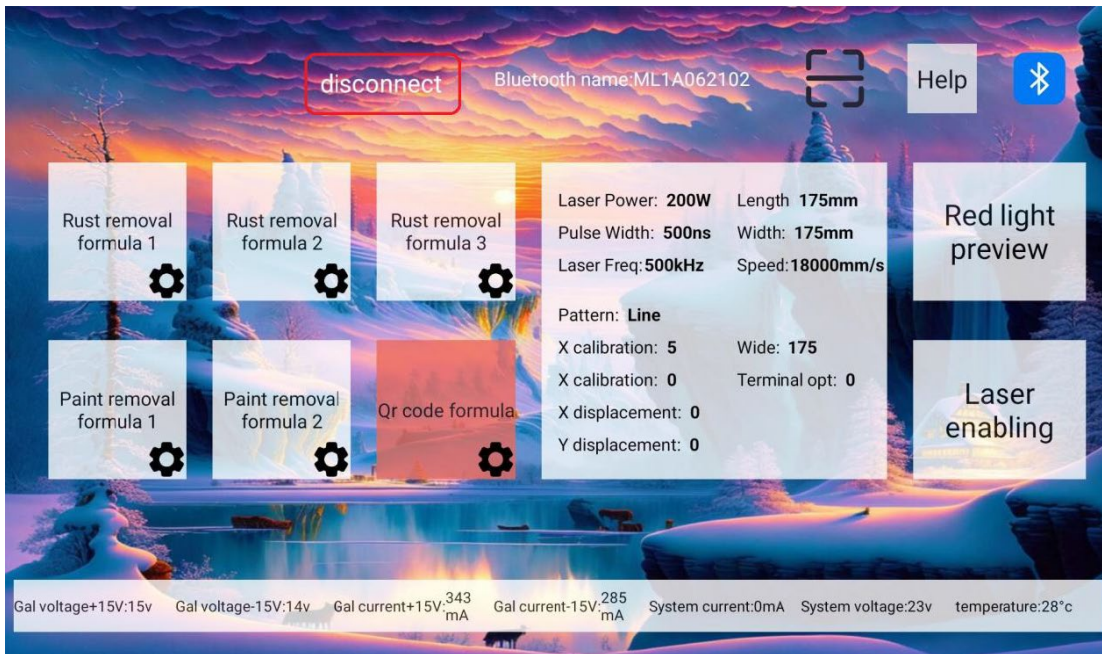 disconnect
Bluetooth name:ML1A062102
Help
Rust removal
formula 1
Rust removal
formula 2
Rust removal
formula 3
Paint removal
formula 1
Paint removal
formula 2
Qr code formula
Laser Power: 200W Length 175mm
Pulse Width: 500ns Width: 175mm
Laser Freq:500kHz Speed:18000mm/s
Pattern: Line
X calibration: 5 Wide: 175
X calibration: 0 Terminal opt: 0
X displacement: 0
Y displacement: 0
Red light
preview
Laser
enabling
Gal voltage+15V:15v
Gal voltage-15V:14v
Gal current+15V:343
mA
Gal current-15V:285
mA
System current:0mA
System voltage:23v
temperature:28°c